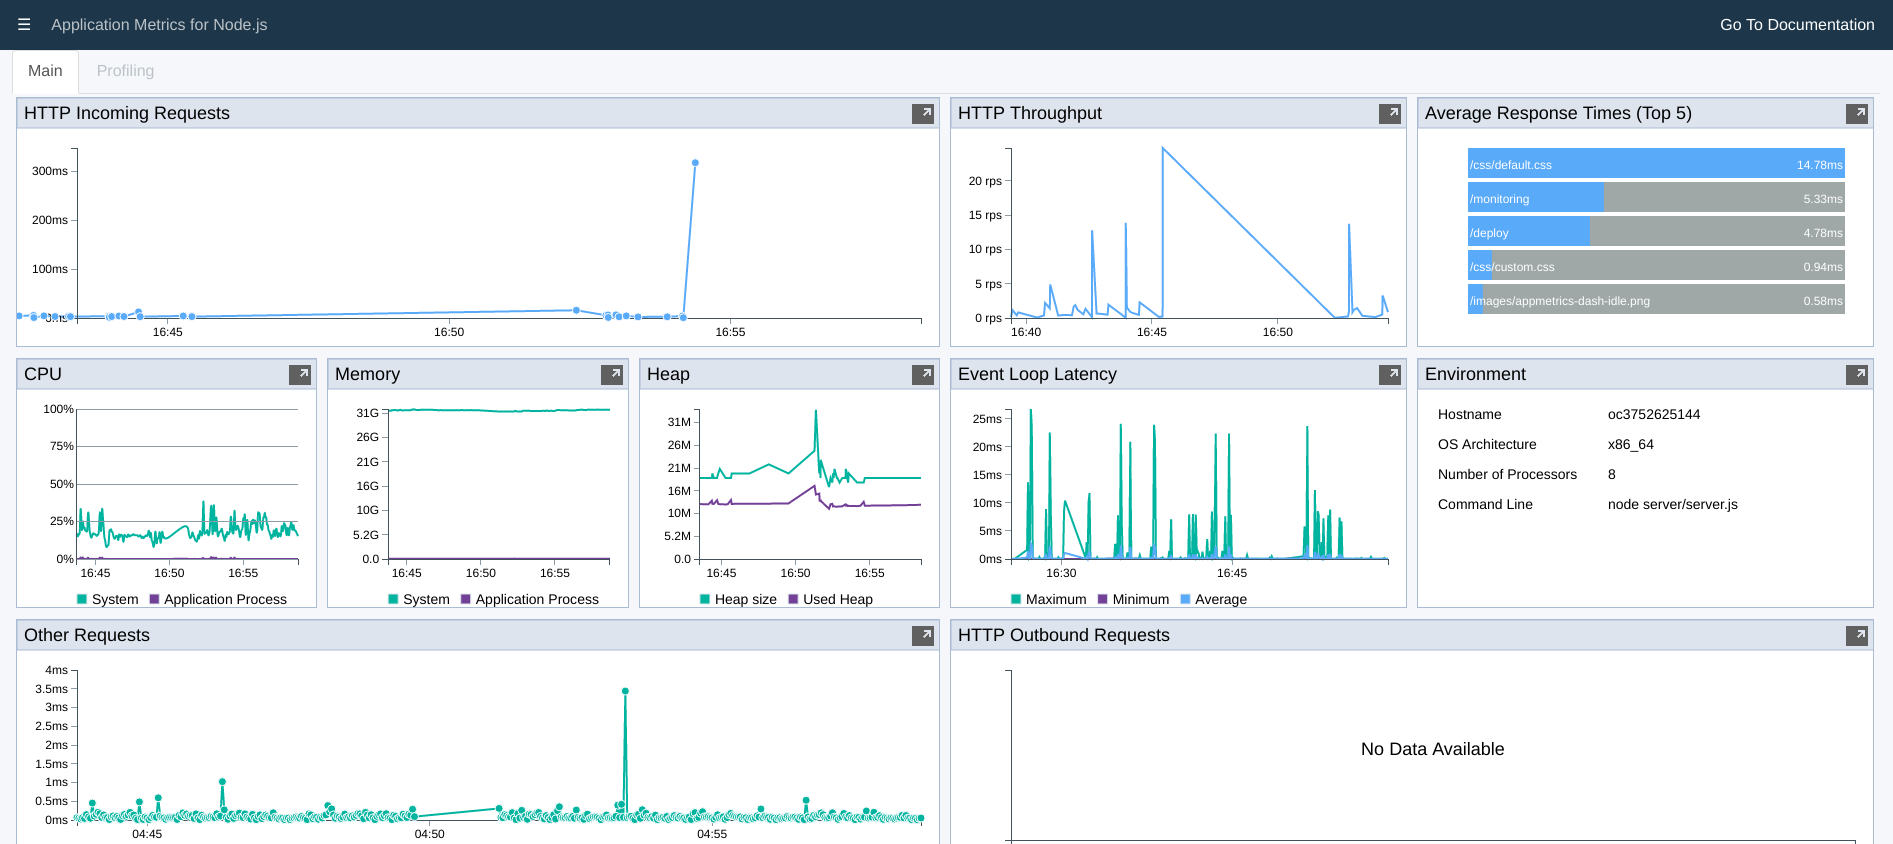 ☰ Application Metrics for Node.js Go To Documentation
Main Profiling
HTTP Incoming Requests
300ms
200ms
100ms
0ms
16:45 16:50 16:55
HTTP Throughput
20 rps
15 rps
10 rps
5 rps
0 rps
16:40 16:45 16:50
Average Response Times (Top 5)
/css/default.css 14.78ms
/monitoring 5.33ms
/deploy 4.78ms
/css/custom.css 0.94ms
/images/appmetrics-dash-idle.png 0.58ms
CPU
100%
75%
50%
25%
0%
16:45 16:50 16:55
System Application Process
Memory
31G
26G
21G
16G
10G
5.2G
0.0
16:45 16:50 16:55
System Application Process
Heap
31M
26M
21M
16M
10M
5.2M
0.0
16:45 16:50 16:55
Heap size Used Heap
Event Loop Latency
25ms
20ms
15ms
10ms
5ms
0ms
16:30 16:45
Maximum Minimum Average
Environment
Hostname oc3752625144
OS Architecture x86_64
Number of Processors 8
Command Line node server/server.js
Other Requests
4ms
3.5ms
3ms
2.5ms
2ms
1.5ms
1ms
0.5ms
0ms
04:45 04:50 04:55
HTTP Outbound Requests
No Data Available